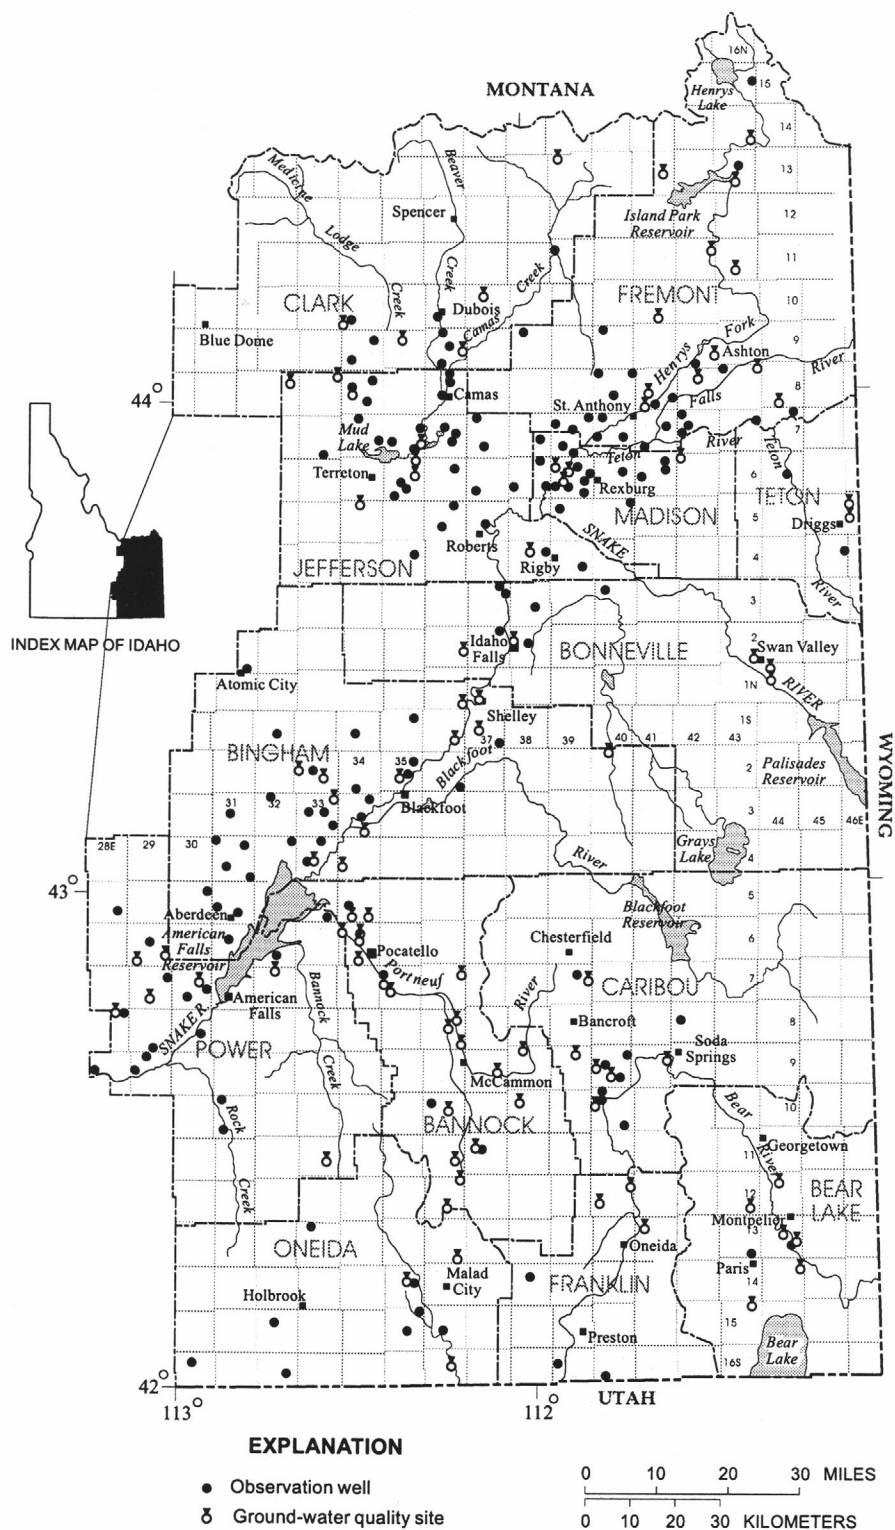 MONTANA
16N
15
Henrys
Lake
14
13
12
11
10
9
8
7
6
5
4
3
2
1N
1S
2
3
4
5
6
7
8
9
10
11
12
13
14
15
16S
Medicine
Lodge
Creek
Beaver
Creek
Spencer
Island Park
Reservoir
CLARK
Dubois
Camas
Creek
FREMONT
Blue Dome
Henrys
Fork
Ashton
River
Falls
44°
Camas
St. Anthony
Mud
Lake
Teton
River
Teton
River
Terreton
Rexburg
TETON
MADISON
Driggs
SNAKE
RIVER
Roberts
Rigby
JEFFERSON
INDEX MAP OF IDAHO
Idaho
Falls
BONNEVILLE
Swan Valley
Atomic City
Shelley
WYOMING
BINGHAM
34
35
37
38
39
40
41
42
43
Blackfoot
River
Palisades
Reservoir
31
32
33
Blackfoot
44
45
46E
28E
29
30
Grays
Lake
43°
Blackfoot
Reservoir
Aberdeen
American
Falls
Reservoir
Chesterfield
Pocatello
Portneuf
River
CARIBOU
American
Falls
Bannock
Creek
SNAKE R.
POWER
Bancroft
Soda
Springs
McCammon
Rock
Creek
BANNOCK
Bear
River
Georgetown
BEAR
LAKE
Montpelier
ONEIDA
Oneida
Paris
Malad
City
FRANKLIN
Holbrook
Preston
Bear
Lake
42°
113°
112°
UTAH
EXPLANATION
Observation well
Ground-water quality site
0 10 20 30 MILES
0 10 20 30 KILOMETERS